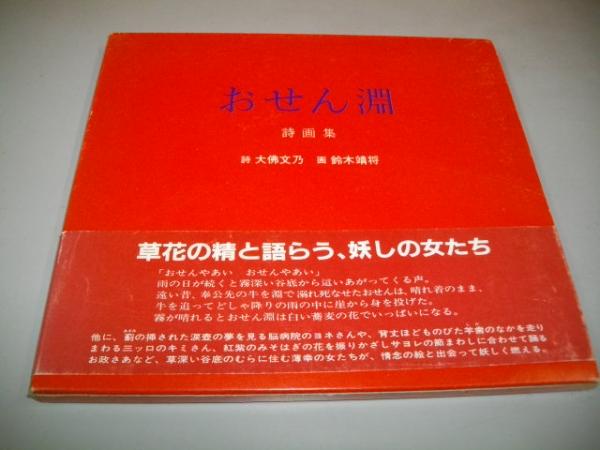 おせん淵
詩画集
詩 大佛文乃 画 鈴木靖将
草花の精と語らう、妖しの女たち
「おせんやあい おせんやあい」
雨の日が続くと霧深い谷底から這いあがってくる声。
遠い昔、奉公先の牛を淵で溺れ死なせたおせんは、晴れ着のまま、
牛を追ってどしゃ降りの雨の中に崖から身を投げた。
霧が晴れるとおせん淵は白い蕎麦の花でいっぱいになる。
他に、罰の挿された涙壺の夢を見る脳病院のヨネさんや、背丈ほどものびた羊歯のなかを走り
まわる三ツロのキミさん、紅紫のみそはぎの花を振りかざしサヨレの節まわしに合わせて踊る
お政さあなど、草深い谷底のむらに住む薄幸の女たちが、情念の絵と出会って妖しく燃える。